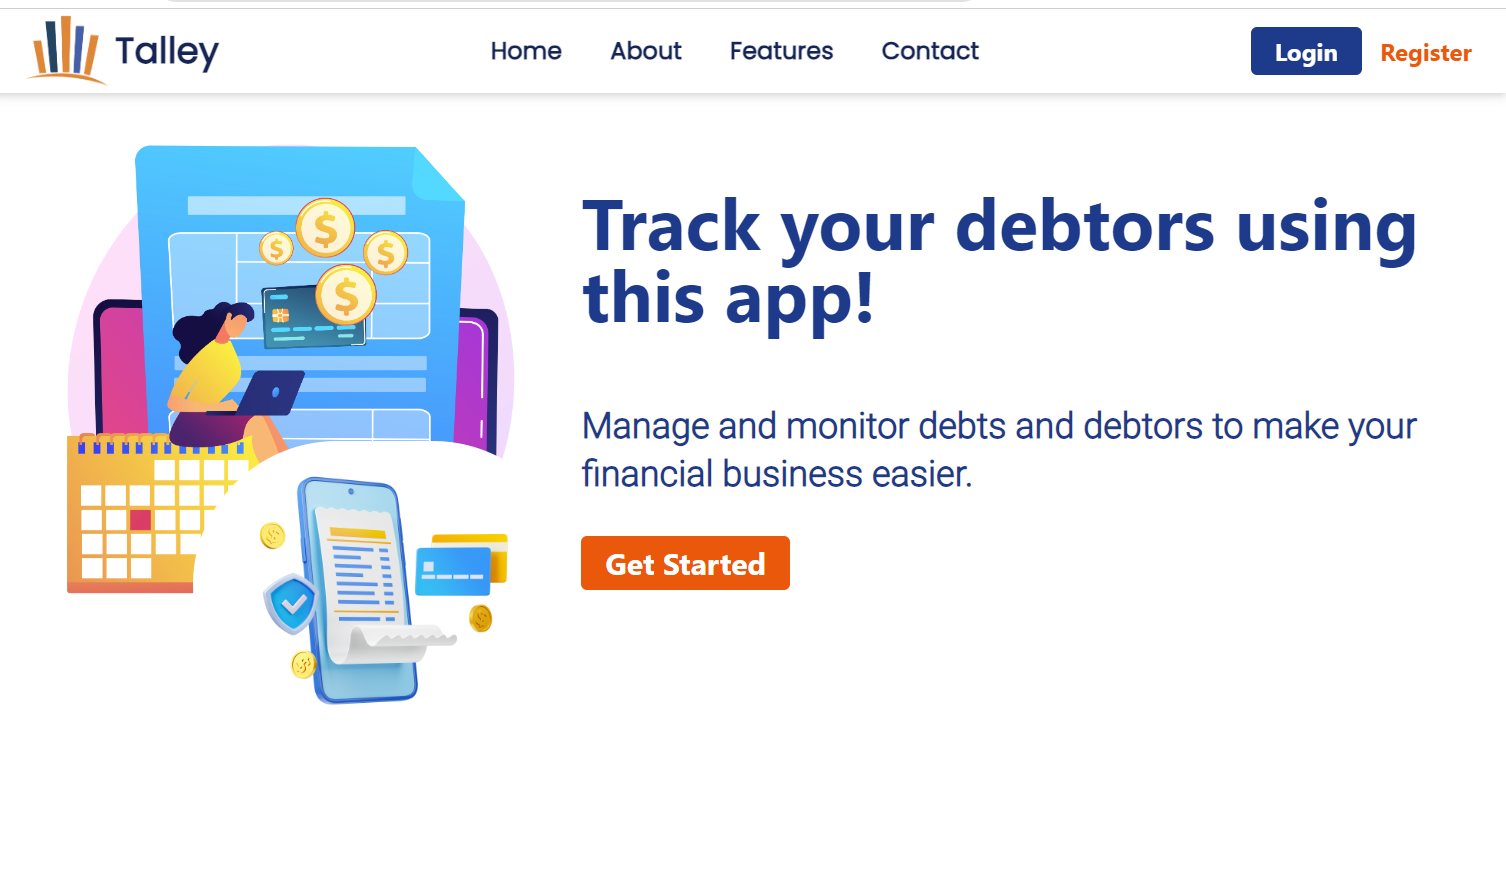 Talley
Home
About
Features
Contact
Login
Register
Track your debtors using
this app!
Manage and monitor debts and debtors to make your
financial business easier.
Get Started